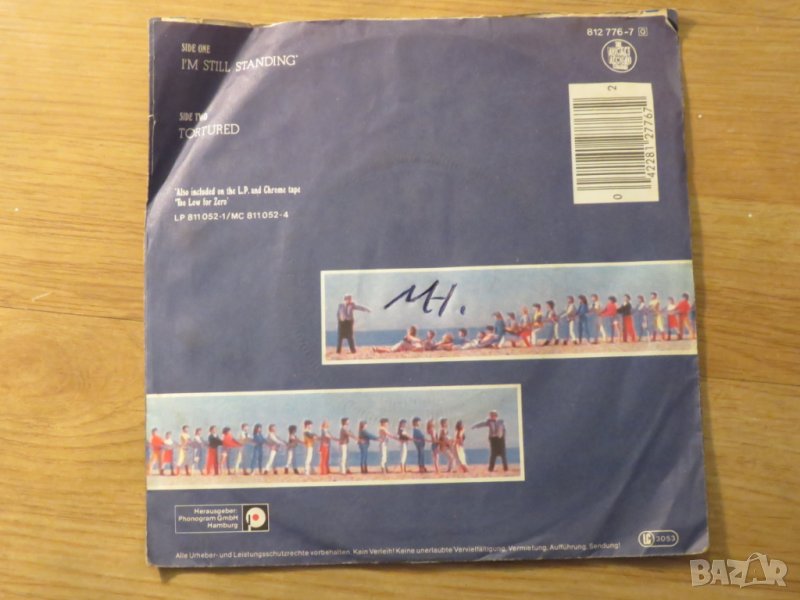 812 776-7 Q
SIDE ONE
I'M STILL STANDING*
SIDE TWO
TORTURED
*Also included on the L.P. and Chrome tape
'Too Low for Zero'
LP 811 052-1/MC 811 052-4
0 42281 27767 2
MH.
Herausgeber:
Phonogram GmbH
Hamburg
LC 3053
Alle Urheber- und Leistungsschutzrechte vorbehalten. Kein Verleih! Keine unerlaubte Vervielfältigung, Vermietung, Aufführung, Sendung!
BAZAR